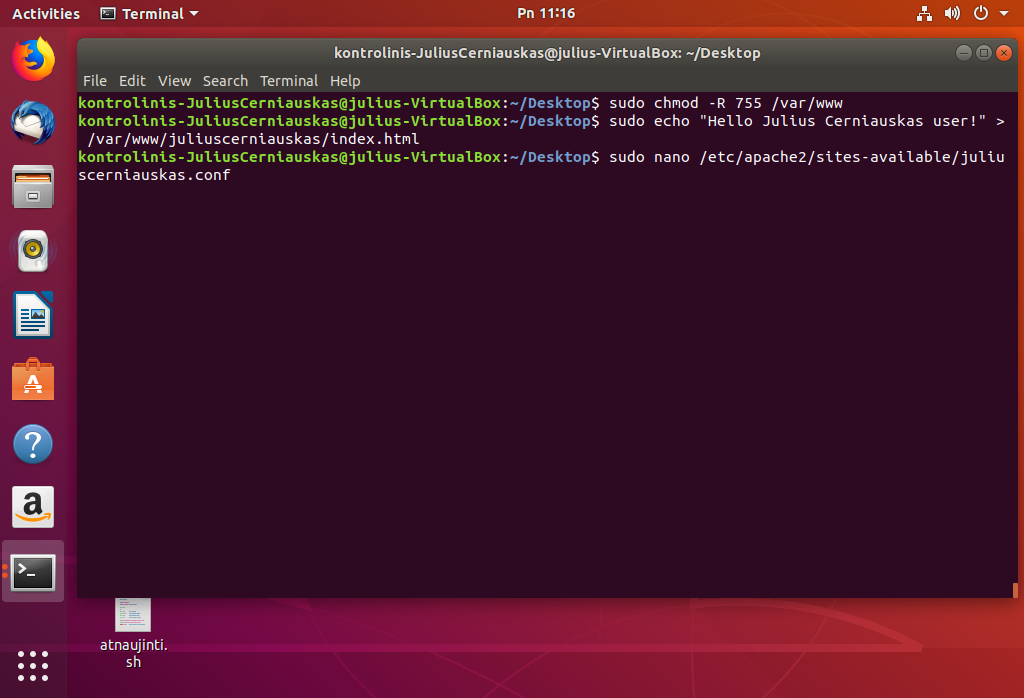 Activities Terminal Pn 11:16
kontrolinis-JuliusCerniauskas@julius-VirtualBox: ~/Desktop
File Edit View Search Terminal Help
kontrolinis-JuliusCerniauskas@julius-VirtualBox:~/Desktop$ sudo chmod -R 755 /var/www
kontrolinis-JuliusCerniauskas@julius-VirtualBox:~/Desktop$ sudo echo "Hello Julius Cerniauskas user!" >
 /var/www/juliuscerniauskas/index.html
kontrolinis-JuliusCerniauskas@julius-VirtualBox:~/Desktop$ sudo nano /etc/apache2/sites-available/juliu
scerniauskas.conf
atnaujinti.
sh